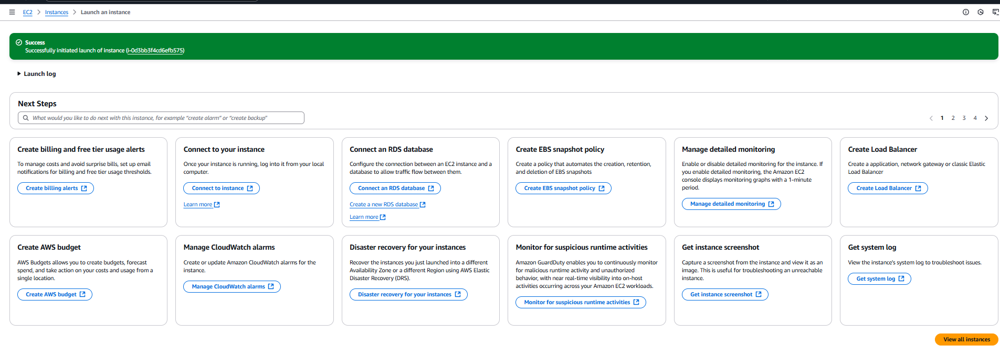 EC2 > Instances > Launch an instance
Success
Successfully initiated launch of instance (i-0d3bb3f4cd6efb575)
Launch log
Next Steps
What would you like to do next with this instance, for example "create alarm" or "create backup"
1 2 3 4
Create billing and free tier usage alerts
To manage costs and avoid surprise bills, set up email
notifications for billing and free tier usage thresholds.
Create billing alerts
Connect to your instance
Once your instance is running, log into it from your local
computer.
Connect to instance
Learn more
Connect an RDS database
Configure the connection between an EC2 instance and a
database to allow traffic flow between them.
Connect an RDS database
Create a new RDS database
Learn more
Create EBS snapshot policy
Create a policy that automates the creation, retention,
and deletion of EBS snapshots
Create EBS snapshot policy
Manage detailed monitoring
Enable or disable detailed monitoring for the instance. If
you enable detailed monitoring, the Amazon EC2
console displays monitoring graphs with a 1-minute
period.
Manage detailed monitoring
Create Load Balancer
Create a application, network gateway or classic Elastic
Load Balancer
Create Load Balancer
Create AWS budget
AWS Budgets allows you to create budgets, forecast
spend, and take action on your costs and usage from a
single location.
Create AWS budget
Manage CloudWatch alarms
Create or update Amazon CloudWatch alarms for the
instance.
Manage CloudWatch alarms
Disaster recovery for your instances
Recover the instances you just launched into a different
Availability Zone or a different Region using AWS Elastic
Disaster Recovery (DRS).
Disaster recovery for your instances
Monitor for suspicious runtime activities
Amazon GuardDuty enables you to continuously monitor
for malicious runtime activity and unauthorized
behavior, with near real-time visibility into on-host
activities occurring across your Amazon EC2 workloads.
Monitor for suspicious runtime activities
Get instance screenshot
Capture a screenshot from the instance and view it as an
image. This is useful for troubleshooting an unreachable
instance.
Get instance screenshot
Get system log
View the instance's system log to troubleshoot issues.
Get system log
View all instances